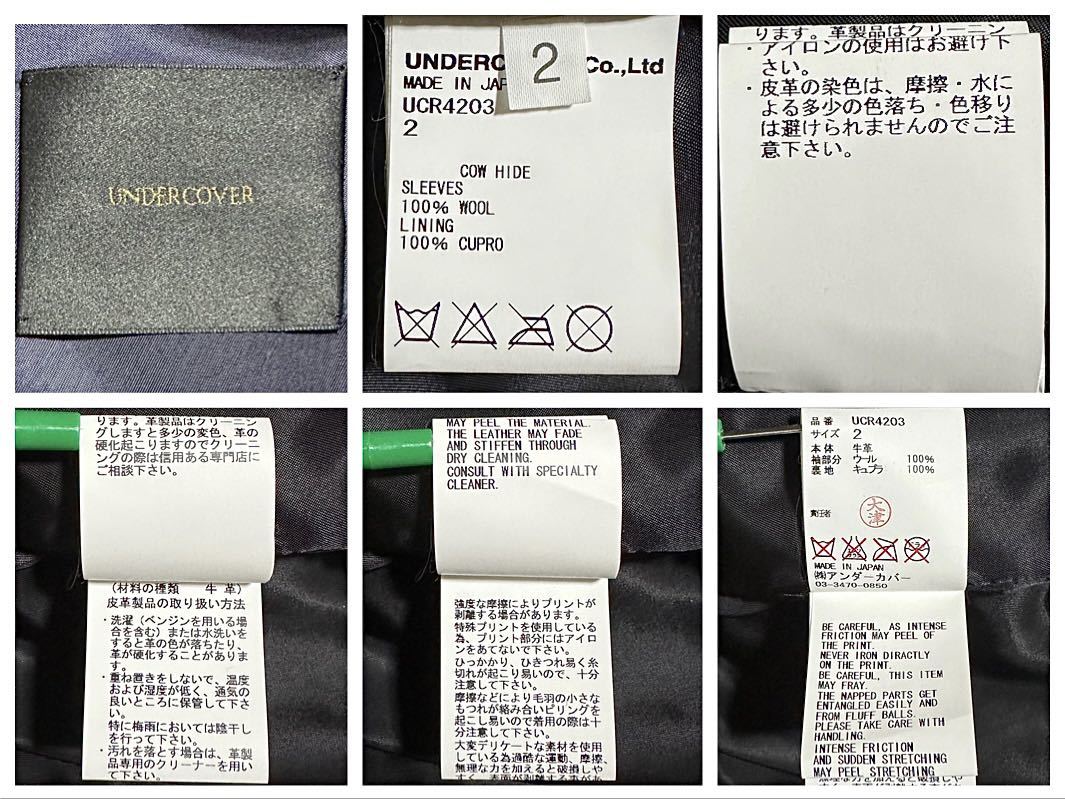 UNDERCOVER
2
UNDERC Co.,Ltd
MADE IN JAP
UCR4203
2
COW HIDE
SLEEVES
100% WOOL
LINING
100% CUPRO
ります。革製品はクリーニン
・アイロンの使用はお避け下
さい。
・皮革の染色は、摩擦・水に
よる多少の色落ち・色移り
は避けられませんのでご注
意下さい。
ります。革製品はクリーニン
グしますと多少の変色、革の
硬化起こりますのでクリーニ
ングの際は信用ある専門店に
ご相談下さい。
(材料の種類 牛革)
皮革製品の取り扱い方法
・洗濯(ベンジンを用いる場
合を含む)または水洗いを
すると革の色が落ちたり、
革が硬化することがありま
す。
・重ね置きをしないで、温度
および湿度が低く、通気の
良いところに保管して下さ
い。
特に梅雨においては陰干し
を行って下さい。
・汚れを落とす場合は、革製
品専用のクリーナーを用い
て下さい。
MAY PEEL THE MATERIAL.
THE LEATHER MAY FADE
AND STIFFEN THROUGH
DRY CLEANING.
CONSULT WITH SPECIALTY
CLEANER.
強度な摩擦によりプリントが
剥離する場合があります。
特殊プリントを使用している
為、プリント部分にはアイロ
ンをあてないで下さい。
ひっかかり、ひきつれ易く糸
切れが起こり易いので、十分
注意して下さい。
摩擦などにより毛羽の小さな
もつれが絡み合いピリングを
起こし易いので着用の際は十
分注意して下さい。
大変デリケートな素材を使用
している為過酷な運動、摩擦、
無理な力を加えると破損しや
品番 UCR4203
サイズ 2
本体 牛革
袖部分 ウール 100%
裏地 キュプラ 100%
責任者 大津
MADE IN JAPAN
㈱アンダーカバー
03-3470-0850
BE CAREFUL, AS INTENSE
FRICTION MAY PEEL OF
THE PRINT.
NEVER IRON DIRACTLY
ON THE PRINT.
BE CAREFUL, THIS ITEM
MAY FRAY.
THE NAPPED PARTS GET
ENTANGLED EASILY AND
FROM FLUFF BALLS.
PLEASE TAKE CARE WITH
HANDLING.
INTENSE FRICTION
AND SUDDEN STRETCHING
MAY PEEL STRETCHING